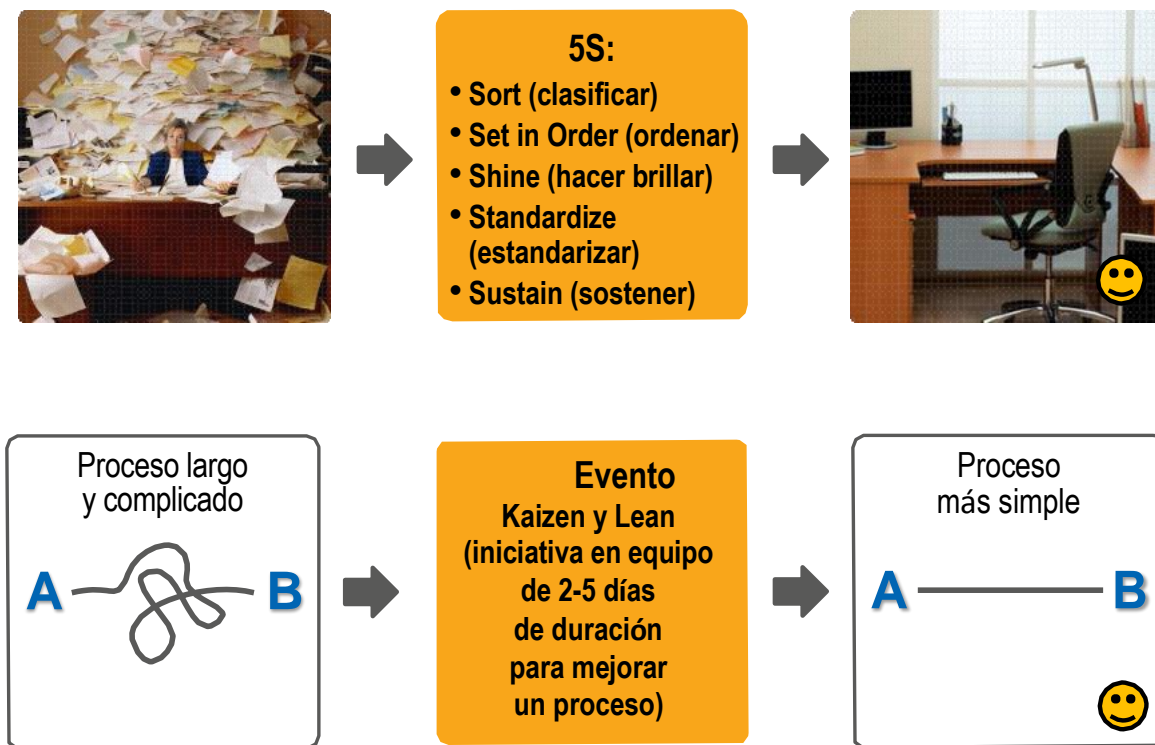 5S:
• Sort (clasificar)
• Set in Order (ordenar)
• Shine (hacer brillar)
• Standardize
(estandarizar)
• Sustain (sostener)
Proceso largo
y complicado
A
B
Evento
Kaizen y Lean
(iniciativa en equipo
de 2-5 días
de duración
para mejorar
un proceso)
Proceso
más simple
A
B